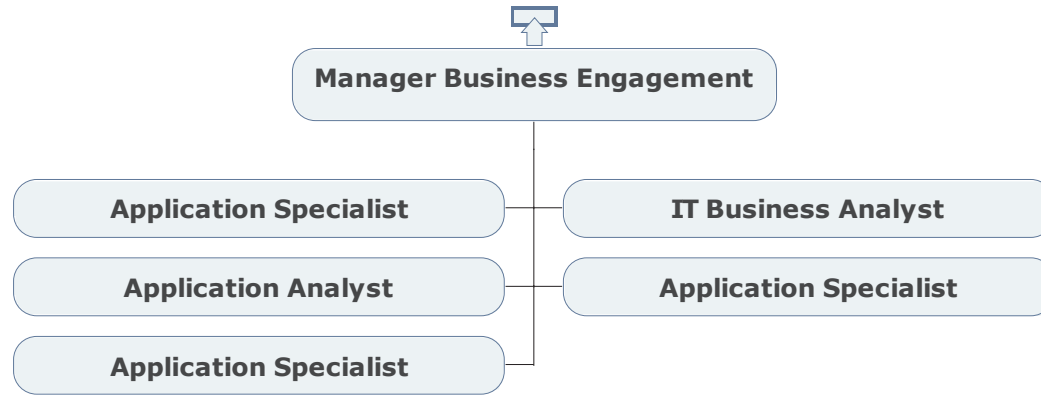 Manager Business Engagement
Application Specialist
IT Business Analyst
Application Analyst
Application Specialist
Application Specialist